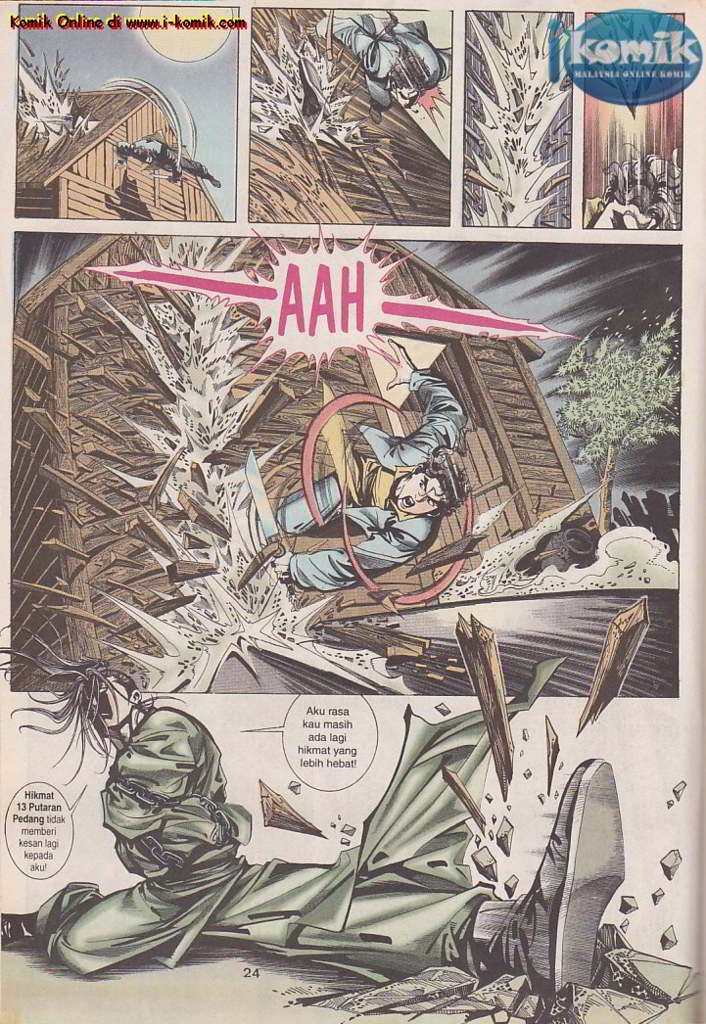 Komik Online di www.i-komik.com
ikomik
MALAYSIA ONLINE KOMIK
AAH
Aku rasa
kau masih
ada lagi
hikmat yang
lebih hebat!
Hikmat
13 Putaran
Pedang tidak
memberi
kesan lagi
kepada
aku!
24